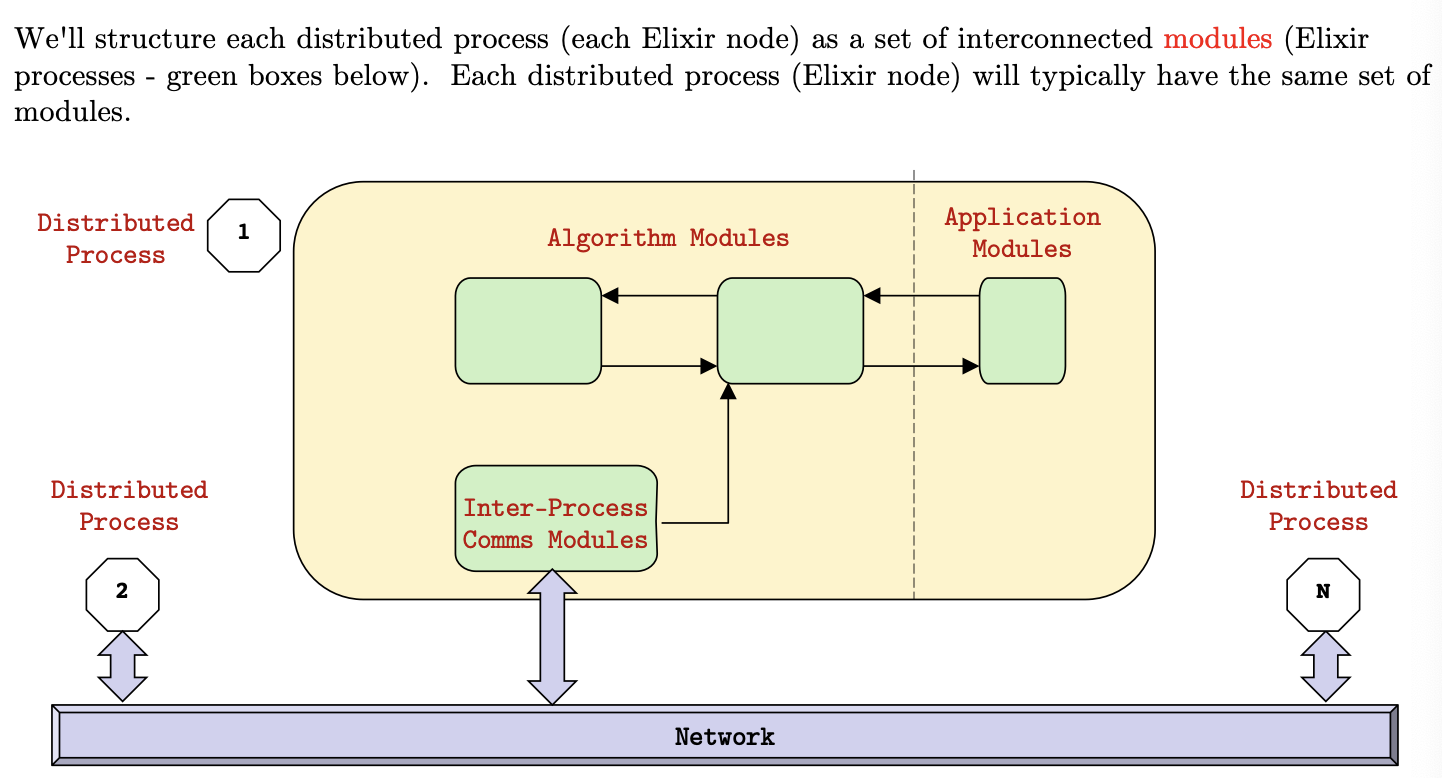 We'll structure each distributed process (each Elixir node) as a set of interconnected modules (Elixir
processes - green boxes below).  Each distributed process (Elixir node) will typically have the same set of
modules.
Distributed
Process
1
Algorithm Modules
Application
Modules
Inter-Process
Comms Modules
Distributed
Process
2
Distributed
Process
N
Network